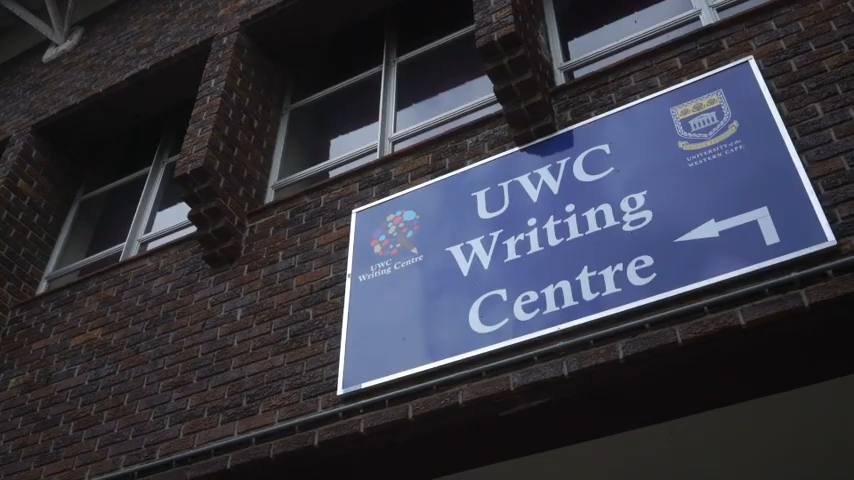 UWC
Writing
Centre
UWC
Writing Centre
UNIVERSITY of the
WESTERN CAPE